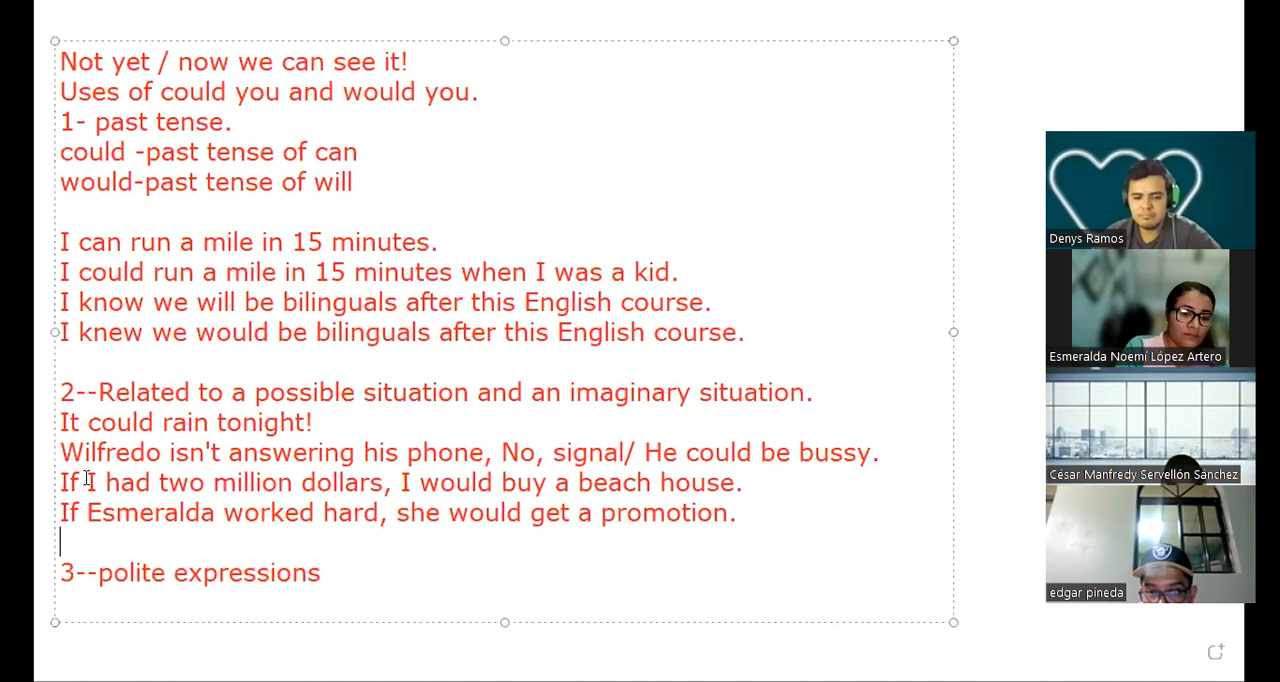 Not yet / now we can see it!
Uses of could you and would you.
1- past tense.
could -past tense of can
would-past tense of will
I can run a mile in 15 minutes.
I could run a mile in 15 minutes when I was a kid.
I know we will be bilinguals after this English course.
I knew we would be bilinguals after this English course.
2--Related to a possible situation and an imaginary situation.
It could rain tonight!
Wilfredo isn't answering his phone, No, signal/ He could be bussy.
If I had two million dollars, I would buy a beach house.
If Esmeralda worked hard, she would get a promotion.
3--polite expressions
Denys Ramos
Esmeralda Noemí López Artero
César Manfredy Servellón Sánchez
edgar pineda